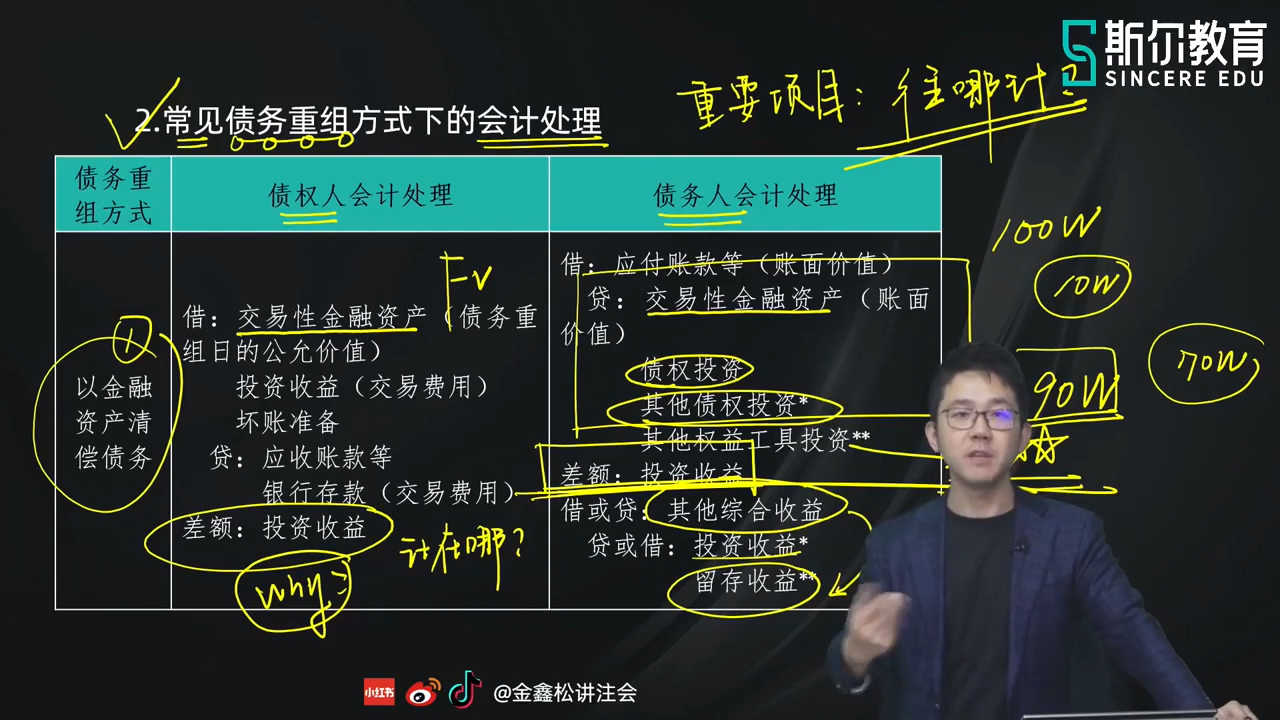 斯尔教育
SINCERE EDU
重要项目：往哪计？
2.常见债务重组方式下的会计处理
债务重
组方式
债权人会计处理
债务人会计处理
①
以金融
资产清
偿债务
FV
借：交易性金融资产（债务重
组日的公允价值）
投资收益（交易费用）
坏账准备
贷：应收账款等
银行存款（交易费用）
差额：投资收益
计在哪？
why？
借：应付账款等（账面价值）
贷：交易性金融资产（账面
价值）
债权投资
其他债权投资*
其他权益工具投资**
差额：投资收益
借或贷：其他综合收益
贷或借：投资收益*
留存收益**
100W
10W
90W
70W
小红书
@金鑫松讲注会